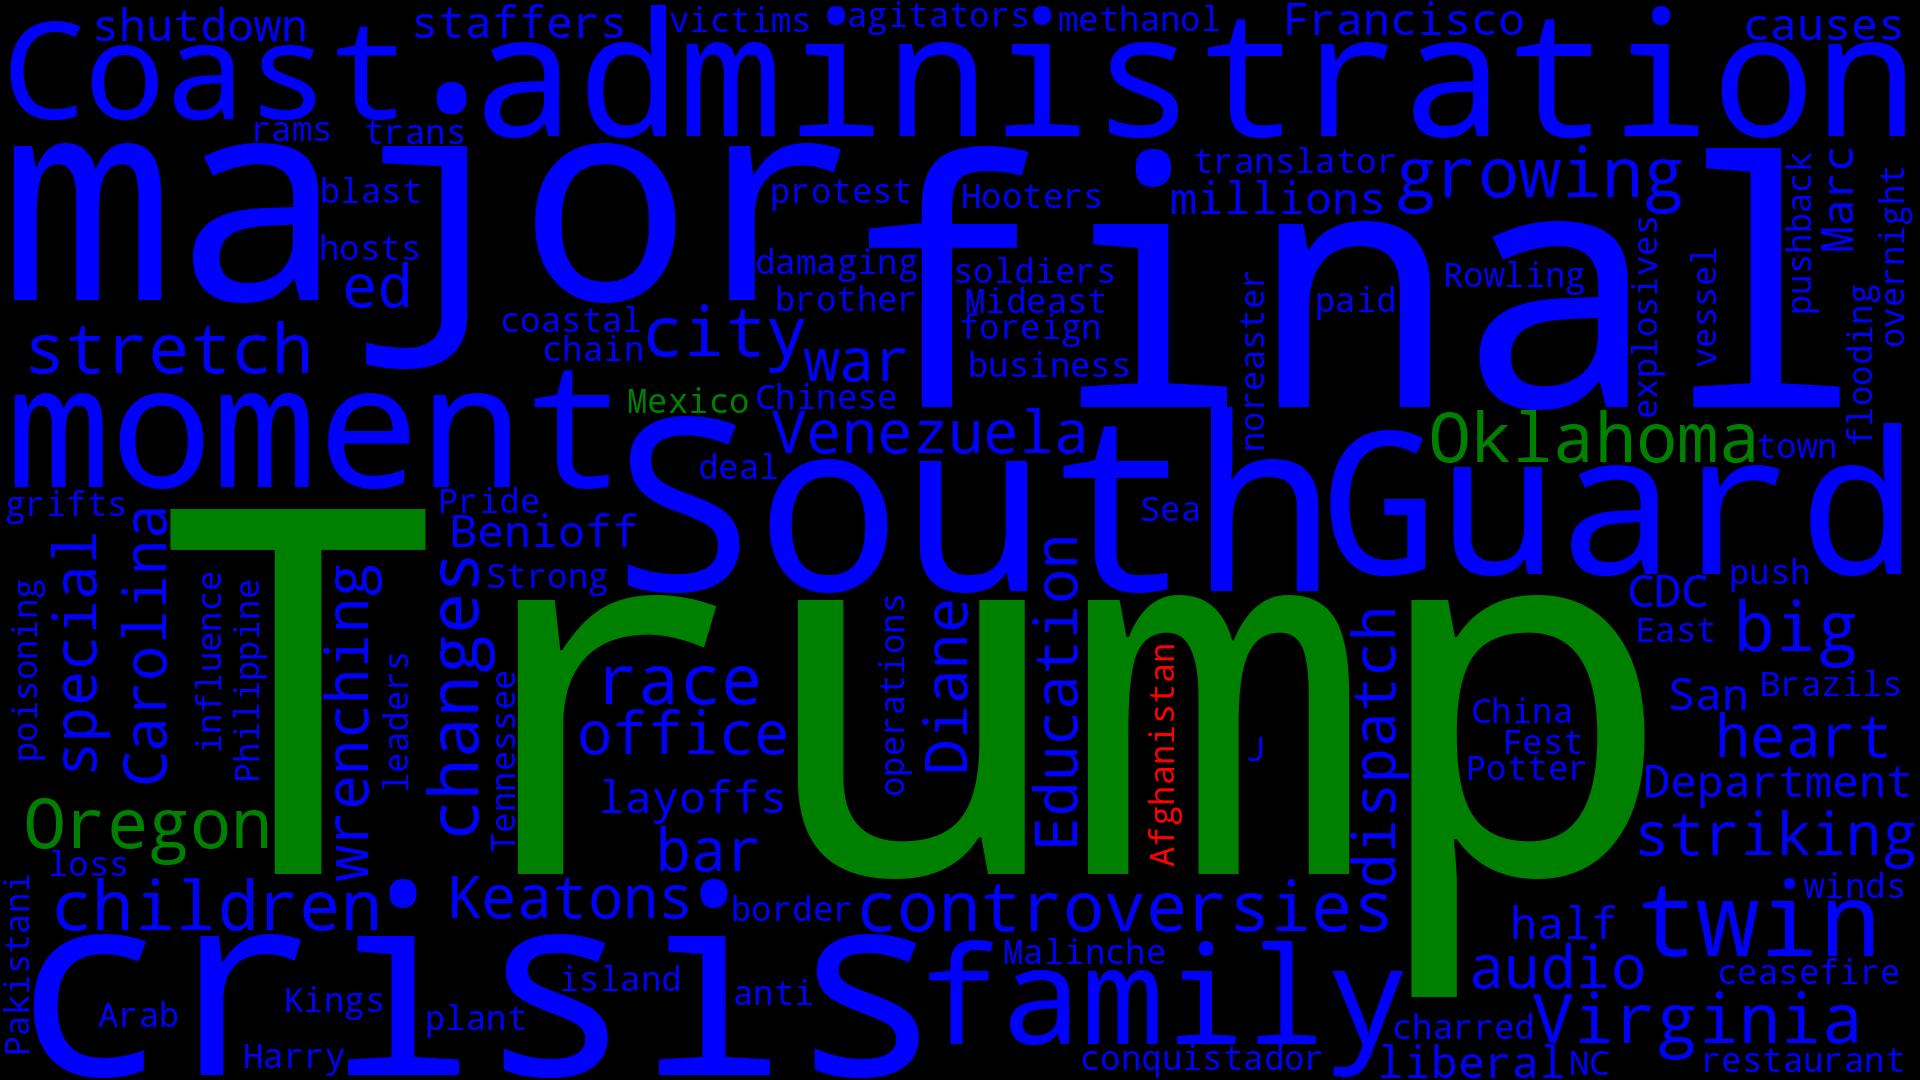 shutdown
staffers
victims
agitators
methanol
Francisco
causes
Coast
administration
rams
trans
major
final
blast
protest
Hooters
translator
millions
growing
pushback
Marc
overnight
hosts
ed
damaging
soldiers
brother
Mideast
foreign
business
noreaster
paid
Rowling
explosives
vessel
flooding
coastal
chain
city
war
stretch
moment
Mexico
Chinese
Venezuela
deal
South
Sea
Oklahoma
town
Guard
grifts
Pride
Benioff
Strong
Trump
special
Carolina
poisoning
influence
Philippine
wrenching
leaders
changes
Tennessee
race
office
layoffs
bar
operations
Diane
Education
Afghanistan
J
dispatch
China
Fest
Potter
CDC
push
East
big
San
Brazils
heart
Department
striking
Oregon
loss
Pakistani
children
Keatons
border
controversies
half
twin
winds
crisis
Arab
Kings
Harry
plant
island
anti
family
Malinche
audio
ceasefire
conquistador
charred
Virginia
liberal
NC
restaurant